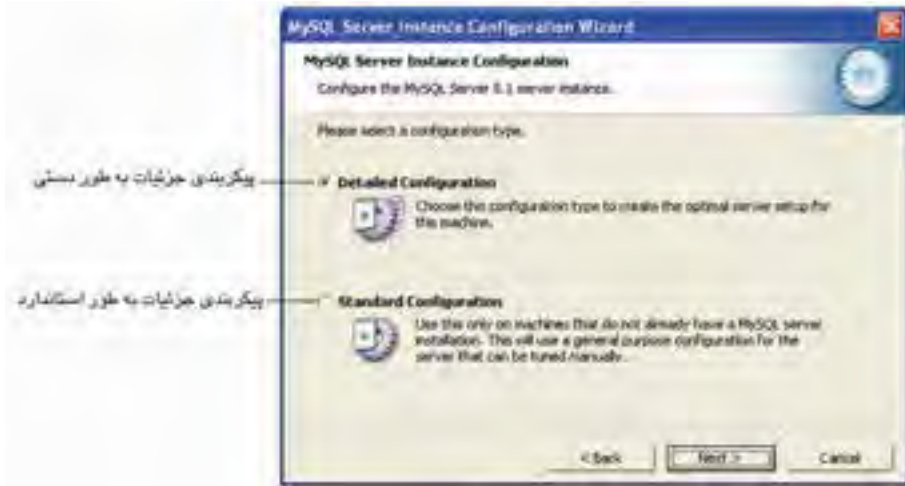 MySQL Server Instance Configuration Wizard
MySQL Server Instance Configuration
Configure the MySQL Server 5.1 server instance.
Please select a configuration type.
پیکربندی جزئیات به طور دستی
Detailed Configuration
Choose this configuration type to create the optimal server setup for
this machine.
پیکربندی جزئیات به طور استاندارد
Standard Configuration
Use this only on machines that do not already have a MySQL server
installation. This will use a general purpose configuration for the
server that can be tuned manually.
< Back
Next >
Cancel